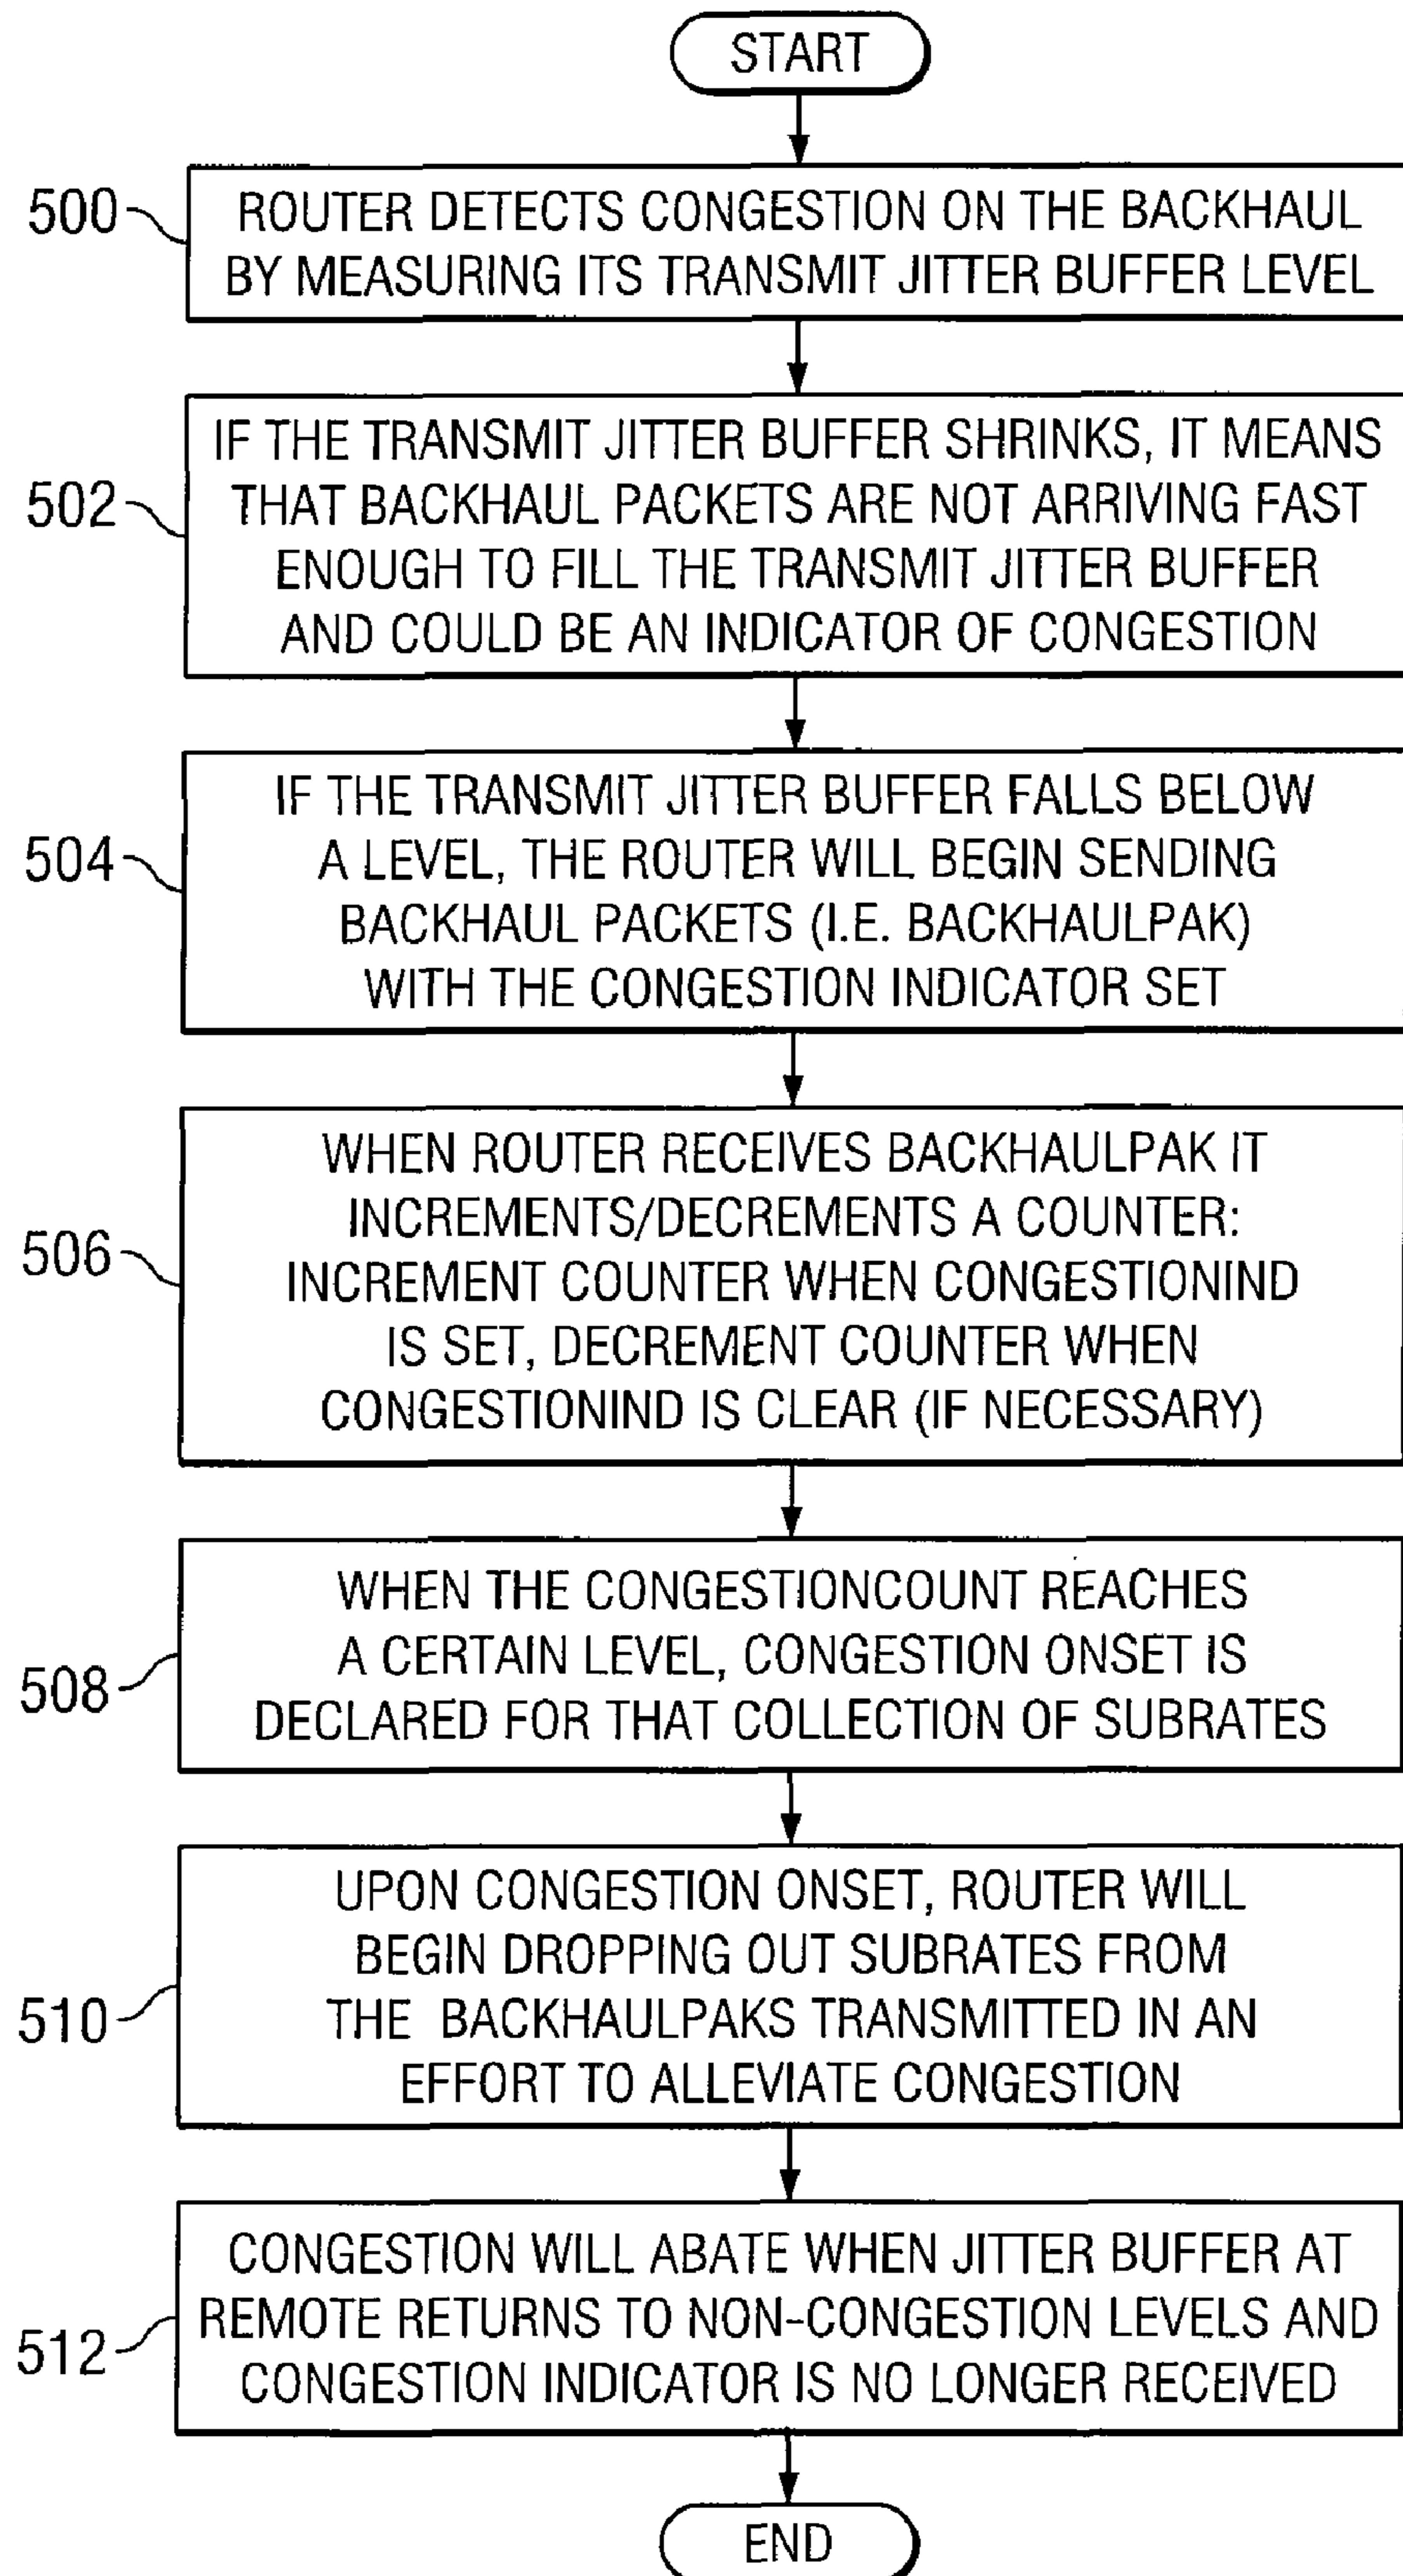 START
500
ROUTER DETECTS CONGESTION ON THE BACKHAUL
BY MEASURING ITS TRANSMIT JITTER BUFFER LEVEL
502
IF THE TRANSMIT JITTER BUFFER SHRINKS, IT MEANS
THAT BACKHAUL PACKETS ARE NOT ARRIVING FAST
ENOUGH TO FILL THE TRANSMIT JITTER BUFFER
AND COULD BE AN INDICATOR OF CONGESTION
504
IF THE TRANSMIT JITTER BUFFER FALLS BELOW
A LEVEL, THE ROUTER WILL BEGIN SENDING
BACKHAUL PACKETS (I.E. BACKHAULPAK)
WITH THE CONGESTION INDICATOR SET
506
WHEN ROUTER RECEIVES BACKHAULPAK IT
INCREMENTS/DECREMENTS A COUNTER:
INCREMENT COUNTER WHEN CONGESTIONIND
IS SET, DECREMENT COUNTER WHEN
CONGESTIONIND IS CLEAR (IF NECESSARY)
508
WHEN THE CONGESTIONCOUNT REACHES
A CERTAIN LEVEL, CONGESTION ONSET IS
DECLARED FOR THAT COLLECTION OF SUBRATES
510
UPON CONGESTION ONSET, ROUTER WILL
BEGIN DROPPING OUT SUBRATES FROM
THE BACKHAULPAKS TRANSMITTED IN AN
EFFORT TO ALLEVIATE CONGESTION
512
CONGESTION WILL ABATE WHEN JITTER BUFFER AT
REMOTE RETURNS TO NON-CONGESTION LEVELS AND
CONGESTION INDICATOR IS NO LONGER RECEIVED
END